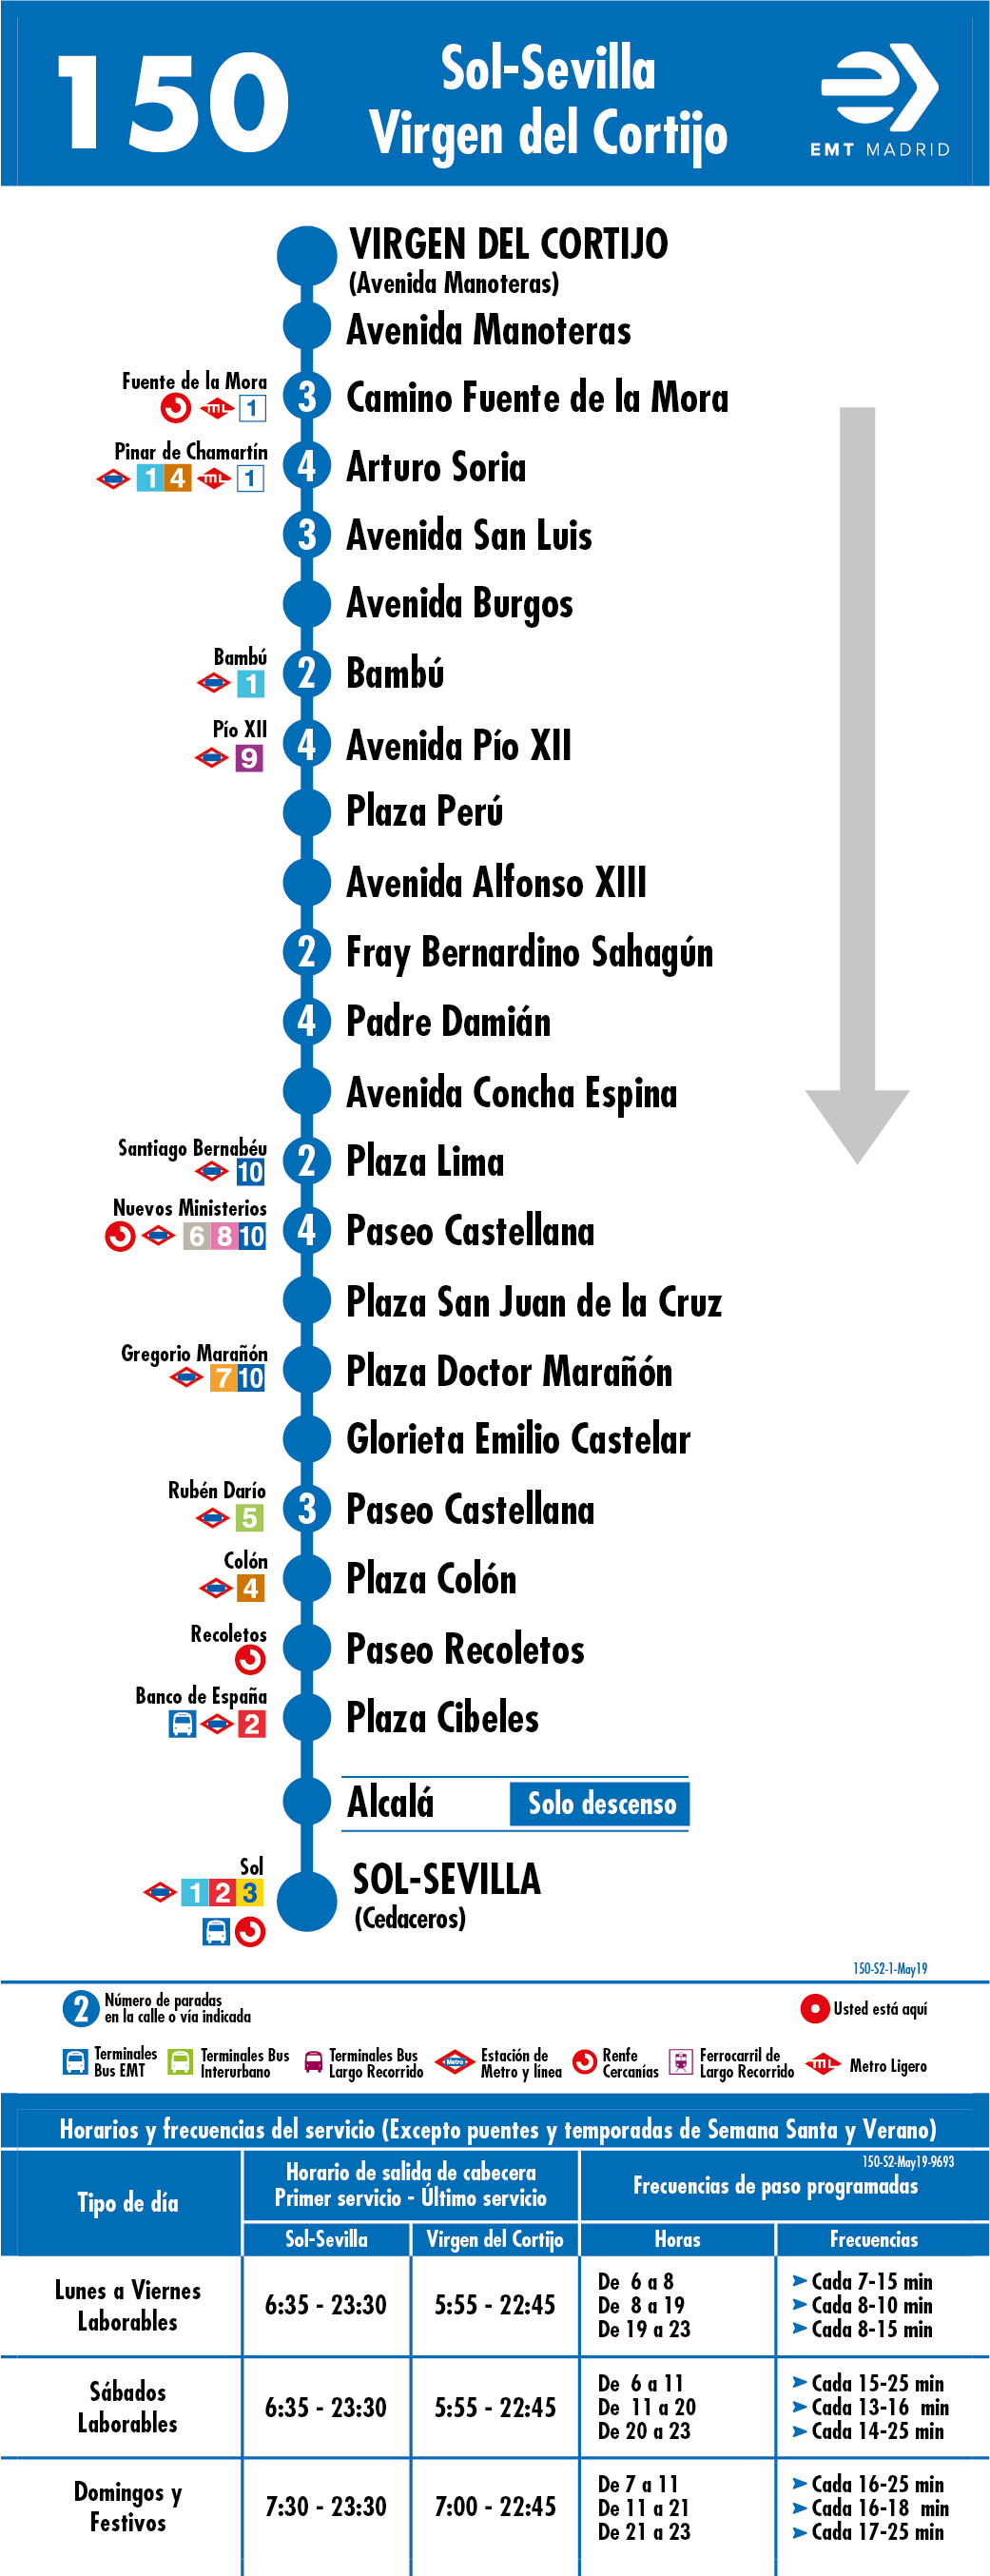 150
Sol-Sevilla
Virgen del Cortijo
EMT MADRID
VIRGEN DEL CORTIJO
(Avenida Manoteras)
Avenida Manoteras
Fuente de la Mora
ML 1
3 Camino Fuente de la Mora
Pinar de Chamartín
1 4 ML 1
4 Arturo Soria
3 Avenida San Luis
Avenida Burgos
Bambú
1
2 Bambú
Pío XII
9
4 Avenida Pío XII
Plaza Perú
Avenida Alfonso XIII
2 Fray Bernardino Sahagún
4 Padre Damián
Avenida Concha Espina
Santiago Bernabéu
10
2 Plaza Lima
Nuevos Ministerios
6 8 10
4 Paseo Castellana
Plaza San Juan de la Cruz
Gregorio Marañón
7 10
Plaza Doctor Marañón
Glorieta Emilio Castelar
Rubén Darío
5
3 Paseo Castellana
Colón
4
Plaza Colón
Recoletos
Paseo Recoletos
Banco de España
2
Plaza Cibeles
Alcalá Solo descenso
Sol
1 2 3
SOL-SEVILLA
(Cedaceros)
150-S2-1-May19
2 Número de paradas
en la calle o vía indicada
Usted está aquí
Terminales
Bus EMT
Terminales Bus
Interurbano
Terminales Bus
Largo Recorrido
Metro
Estación de
Metro y línea
Renfe
Cercanías
Ferrocarril de
Largo Recorrido
ML Metro Ligero
Horarios y frecuencias del servicio (Excepto puentes y temporadas de Semana Santa y Verano)
150-S2-May19-9693
Tipo de día
Horario de salida de cabecera
Primer servicio - Último servicio
Frecuencias de paso programadas
Sol-Sevilla Virgen del Cortijo Horas Frecuencias
Lunes a Viernes
Laborables
6:35 - 23:30 5:55 - 22:45
De 6 a 8 Cada 7-15 min
De 8 a 19 Cada 8-10 min
De 19 a 23 Cada 8-15 min
Sábados
Laborables
6:35 - 23:30 5:55 - 22:45
De 6 a 11 Cada 15-25 min
De 11 a 20 Cada 13-16 min
De 20 a 23 Cada 14-25 min
Domingos y
Festivos
7:30 - 23:30 7:00 - 22:45
De 7 a 11 Cada 16-25 min
De 11 a 21 Cada 16-18 min
De 21 a 23 Cada 17-25 min